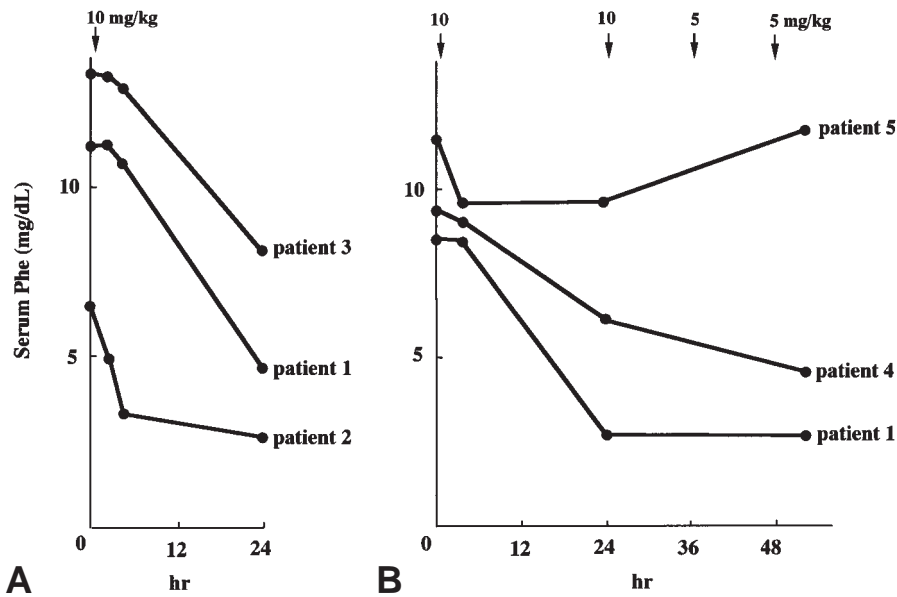 10 mg/kg
10
5
Serum Phe (mg/dL)
patient 3
patient 1
patient 2
0
12
24
hr
A
10
10
5
5 mg/kg
10
5
patient 5
patient 4
patient 1
0
12
24
36
48
hr
B